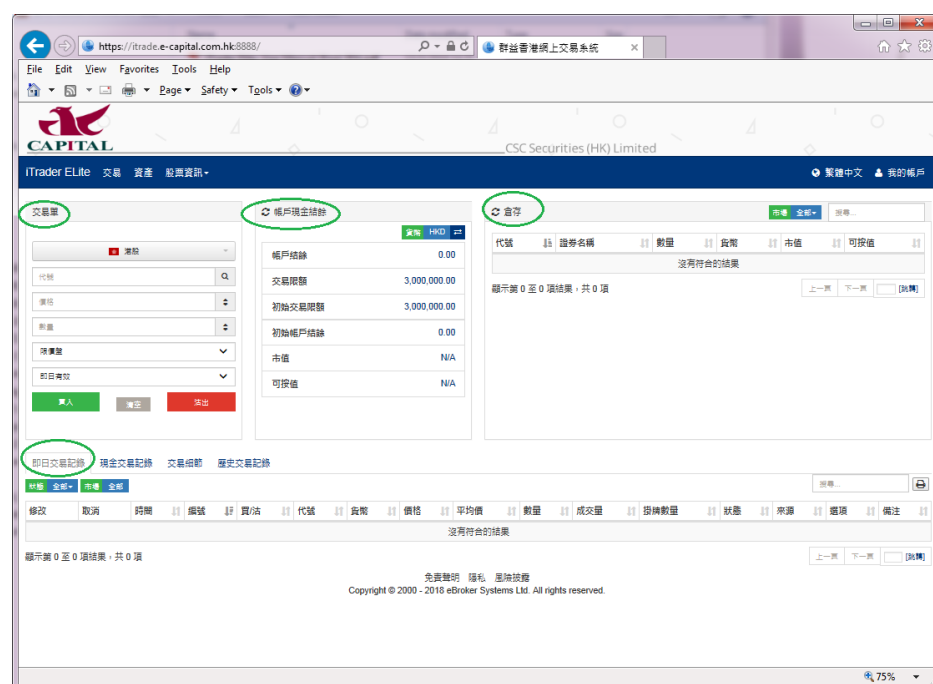 https://itrade.e-capital.com.hk:8888/
群益香港網上交易系統
File Edit View Favorites Tools Help
Page Safety Tools
CAPITAL
CSC Securities (HK) Limited
iTrader ELite 交易 資產 股票資訊 繁體中文 我的帳戶
交易單
港股
代號
價格
數量
限價盤
即日有效
買入 清空 沽出
帳戶現金結餘
貨幣 HKD
帳戶結餘 0.00
交易限額 3,000,000.00
初始交易限額 3,000,000.00
初始帳戶結餘 0.00
市值 N/A
可按值 N/A
倉存
市場 全部 搜尋...
代號 證券名稱 數量 貨幣 市值 可按值
沒有符合的結果
顯示第 0 至 0 項結果，共 0 項
上一頁 下一頁 [跳轉]
即日交易記錄 現金交易記錄 交易細節 歷史交易記錄
狀態 全部 市場 全部 搜尋...
修改 取消 時間 編號 買/沽 代號 貨幣 價格 平均價 數量 成交量 掛牌數量 狀態 來源 選項 備注
沒有符合的結果
顯示第 0 至 0 項結果，共 0 項
上一頁 下一頁 [跳轉]
免責聲明 隱私 風險披露
Copyright © 2000 - 2018 eBroker Systems Ltd. All rights reserved.
75%